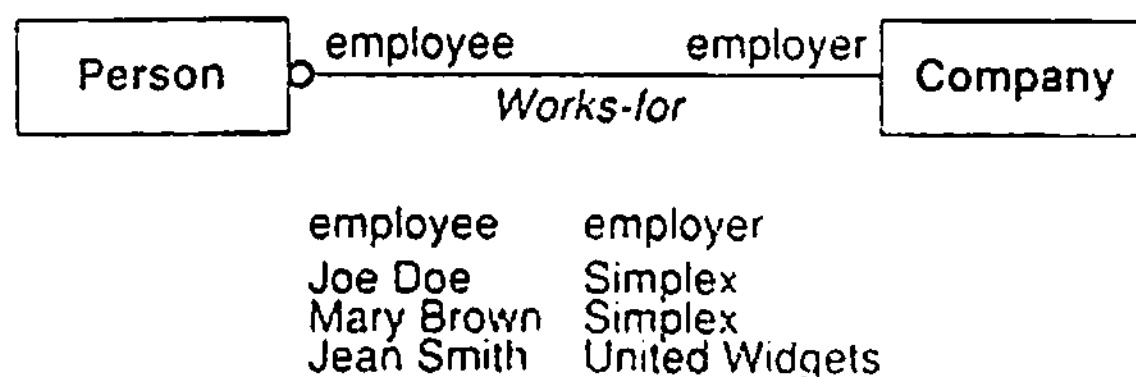 employee employer
Person Company
Works-for
employee employer
Joe Doe Simplex
Mary Brown Simplex
Jean Smith United Widgets